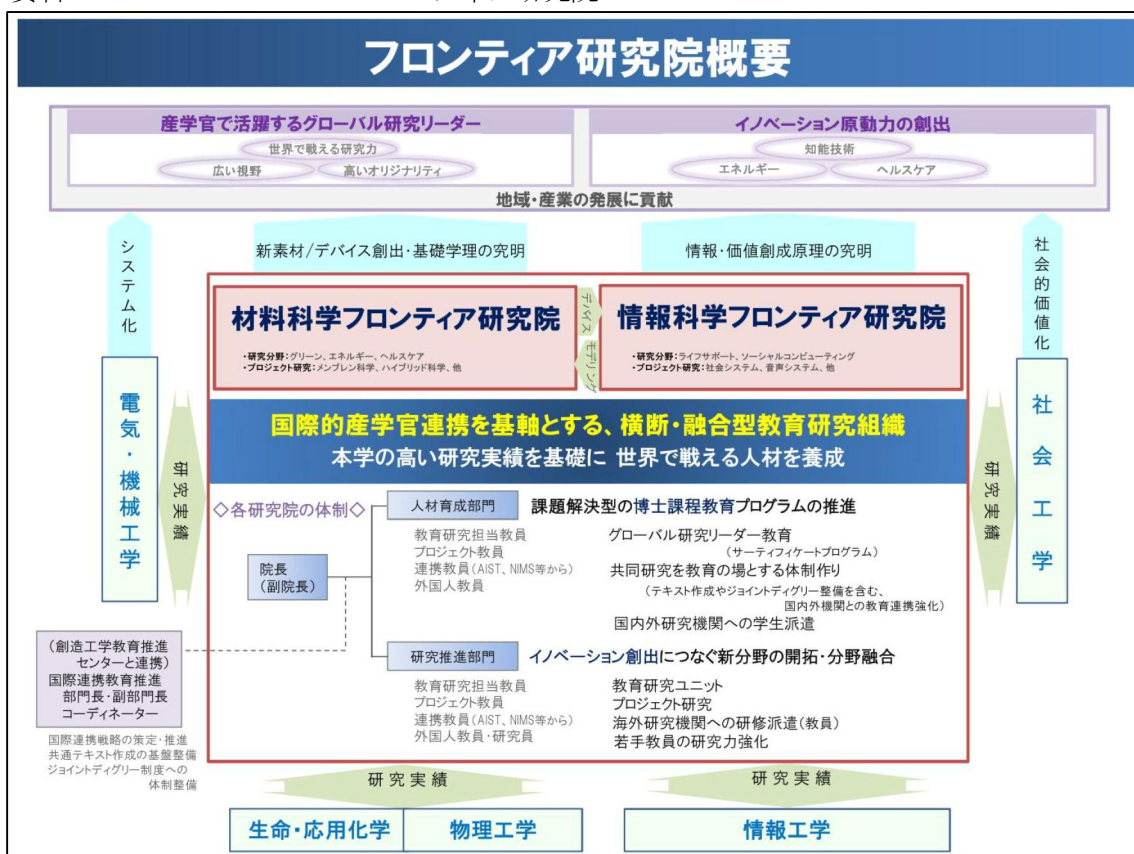 フロンティア研究院概要
産学官で活躍するグローバル研究リーダー
世界で戦える研究力
広い視野
高いオリジナリティ
イノベーション原動力の創出
知能技術
エネルギー
ヘルスケア
地域・産業の発展に貢献
システム化
新素材/デバイス創出・基礎学理の究明
情報・価値創成原理の究明
社会的価値化
材料科学フロンティア研究院
・研究分野：グリーン、エネルギー、ヘルスケア
・プロジェクト研究：メンブレン科学、ハイブリッド科学、他
デバイス
モデリング
情報科学フロンティア研究院
・研究分野：ライフサポート、ソーシャルコンピューティング
・プロジェクト研究：社会システム、音声システム、他
電気・機械工学
研究実績
国際的産学官連携を基軸とする、横断・融合型教育研究組織
本学の高い研究実績を基礎に 世界で戦える人材を養成
研究実績
社会工学
◇各研究院の体制◇
院長
（副院長）
人材育成部門
課題解決型の博士課程教育プログラムの推進
教育研究担当教員
プロジェクト教員
連携教員（AIST、NIMS等から）
外国人教員
グローバル研究リーダー教育
（サーティフィケートプログラム）
共同研究を教育の場とする体制作り
（テキスト作成やジョイントディグリー整備を含む、
国内外機関との教育連携強化）
国内外研究機関への学生派遣
研究推進部門
イノベーション創出につなぐ新分野の開拓・分野融合
教育研究担当教員
プロジェクト教員
連携教員（AIST、NIMS等から）
外国人教員・研究員
教育研究ユニット
プロジェクト研究
海外研究機関への研修派遣（教員）
若手教員の研究力強化
（創造工学教育推進
センターと連携）
国際連携教育推進
部門長・副部門長
コーディネーター
国際連携戦略の策定・推進
共通テキスト作成の基盤整備
ジョイントディグリー制度への
体制整備
研究実績
研究実績
生命・応用化学
物理工学
情報工学